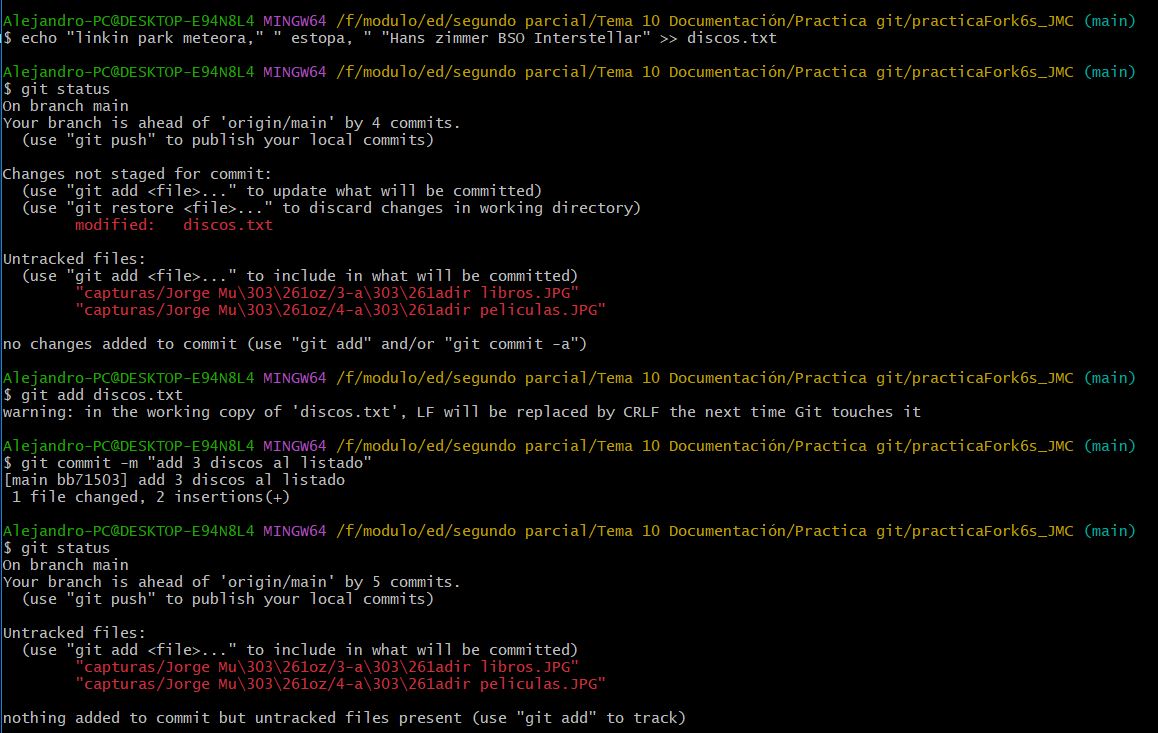 Alejandro-PC@DESKTOP-E94N8L4 MINGW64 /f/modulo/ed/segundo parcial/Tema 10 Documentación/Practica git/practicaFork6s_JMC (main)
$ echo "linkin park meteora," " estopa, " "Hans zimmer BSO Interstellar" >> discos.txt

Alejandro-PC@DESKTOP-E94N8L4 MINGW64 /f/modulo/ed/segundo parcial/Tema 10 Documentación/Practica git/practicaFork6s_JMC (main)
$ git status
On branch main
Your branch is ahead of 'origin/main' by 4 commits.
  (use "git push" to publish your local commits)

Changes not staged for commit:
  (use "git add <file>..." to update what will be committed)
  (use "git restore <file>..." to discard changes in working directory)
        modified:   discos.txt

Untracked files:
  (use "git add <file>..." to include in what will be committed)
        "capturas/Jorge Mu\303\261oz/3-a\303\261adir libros.JPG"
        "capturas/Jorge Mu\303\261oz/4-a\303\261adir peliculas.JPG"

no changes added to commit (use "git add" and/or "git commit -a")

Alejandro-PC@DESKTOP-E94N8L4 MINGW64 /f/modulo/ed/segundo parcial/Tema 10 Documentación/Practica git/practicaFork6s_JMC (main)
$ git add discos.txt
warning: in the working copy of 'discos.txt', LF will be replaced by CRLF the next time Git touches it

Alejandro-PC@DESKTOP-E94N8L4 MINGW64 /f/modulo/ed/segundo parcial/Tema 10 Documentación/Practica git/practicaFork6s_JMC (main)
$ git commit -m "add 3 discos al listado"
[main bb71503] add 3 discos al listado
 1 file changed, 2 insertions(+)

Alejandro-PC@DESKTOP-E94N8L4 MINGW64 /f/modulo/ed/segundo parcial/Tema 10 Documentación/Practica git/practicaFork6s_JMC (main)
$ git status
On branch main
Your branch is ahead of 'origin/main' by 5 commits.
  (use "git push" to publish your local commits)

Untracked files:
  (use "git add <file>..." to include in what will be committed)
        "capturas/Jorge Mu\303\261oz/3-a\303\261adir libros.JPG"
        "capturas/Jorge Mu\303\261oz/4-a\303\261adir peliculas.JPG"

nothing added to commit but untracked files present (use "git add" to track)